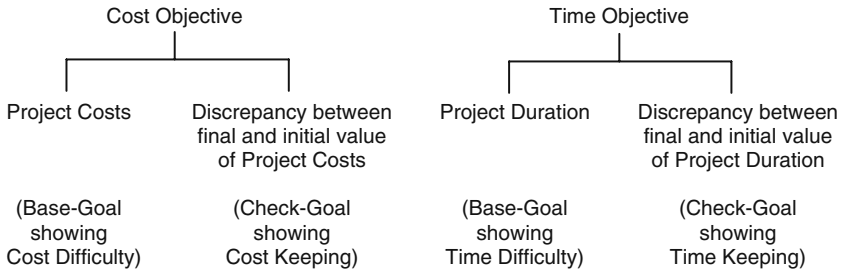 Cost Objective
Time Objective
Project Costs
Discrepancy between
final and initial value
of Project Costs
Project Duration
Discrepancy between
final and initial value
of Project Duration
(Base-Goal
showing
Cost Difficulty)
(Check-Goal
showing
Cost Keeping)
(Base-Goal
showing
Time Difficulty)
(Check-Goal
showing
Time Keeping)